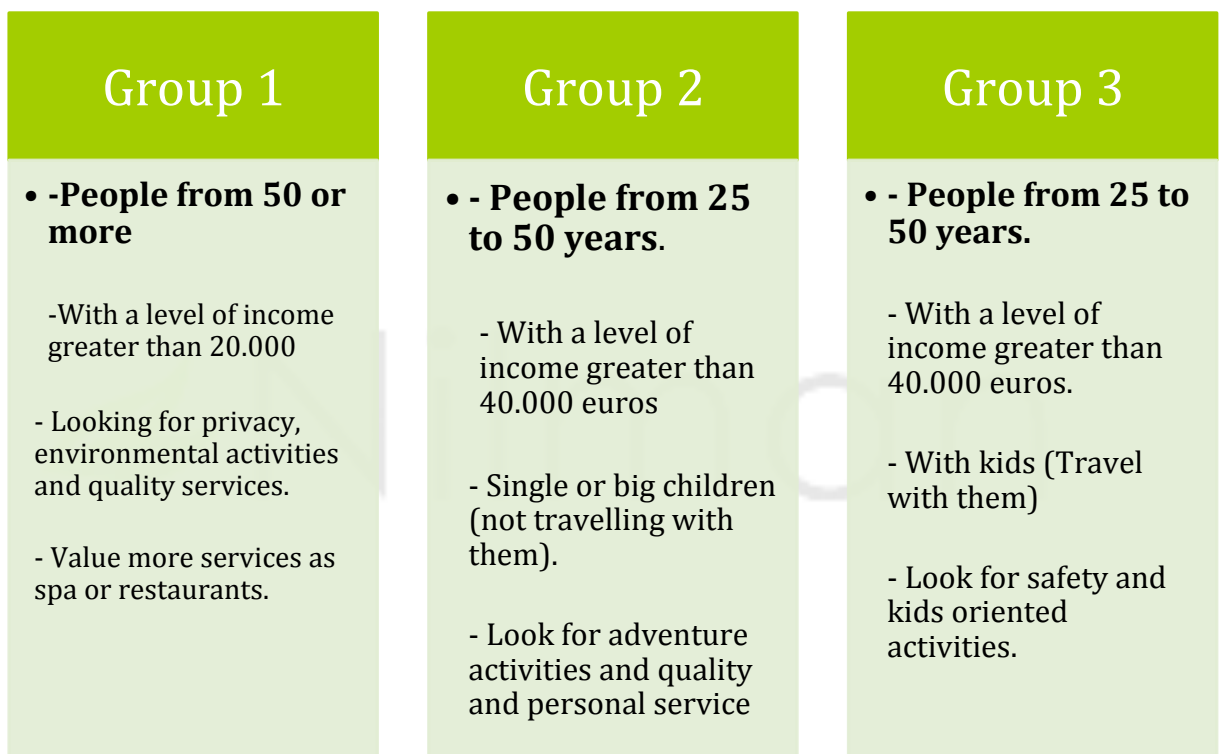 Group 1
• -People from 50 or
more
-With a level of income
greater than 20.000
- Looking for privacy,
environmental activities
and quality services.
- Value more services as
spa or restaurants.
Group 2
• - People from 25
to 50 years.
- With a level of
income greater than
40.000 euros
- Single or big children
(not travelling with
them).
- Look for adventure
activities and quality
and personal service
Group 3
• - People from 25 to
50 years.
- With a level of
income greater than
40.000 euros.
- With kids (Travel
with them)
- Look for safety and
kids oriented
activities.